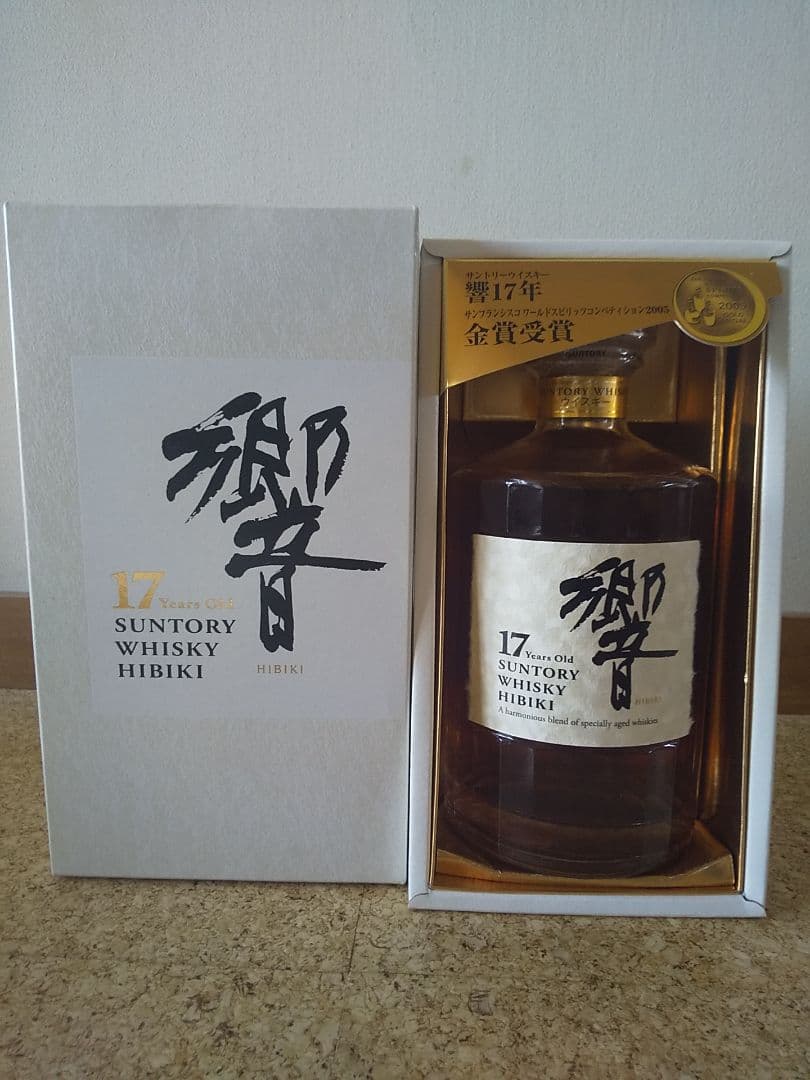 響
17 Years Old
SUNTORY
WHISKY
HIBIKI
HIBIKI
サントリーウイスキー
響17年
サンフランシスコ ワールドスピリッツコンペティション2005
金賞受賞
2005
SUNTORY
SUNTORY WHIS
ウイスキー
響
17 Years Old
SUNTORY
WHISKY
HIBIKI
HIBIKI
A harmonious blend of specially aged whiskies